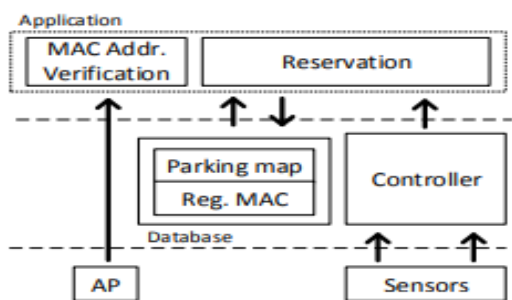 Application
MAC Addr.
Verification
Reservation
Parking map
Reg. MAC
Controller
Database
AP
Sensors